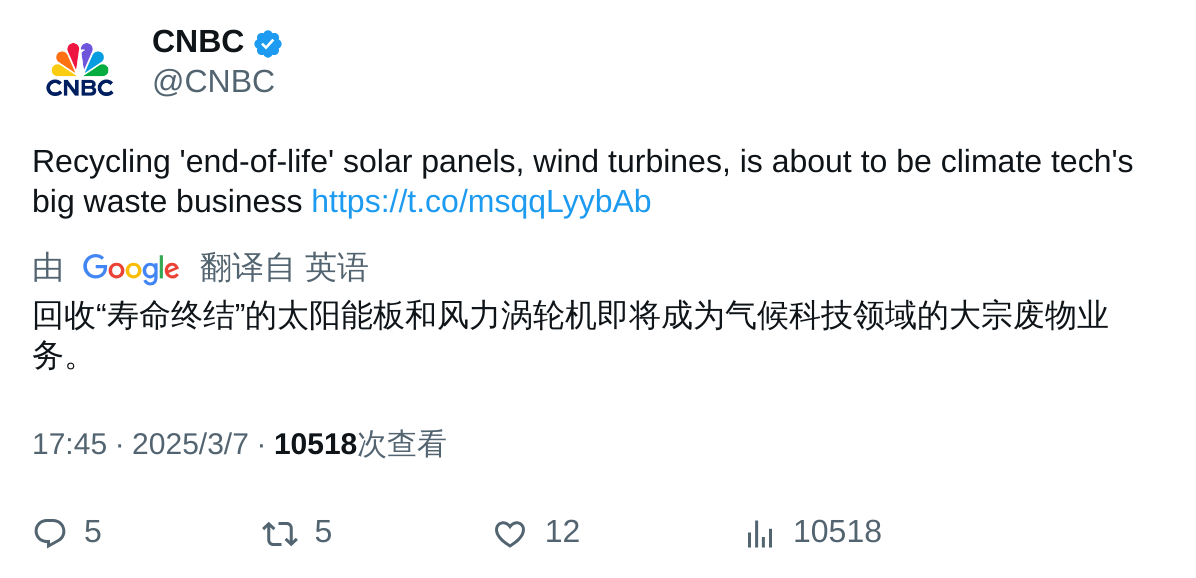 CNBC
CNBC
@CNBC
Recycling 'end-of-life' solar panels, wind turbines, is about to be climate tech's
big waste business https://t.co/msqqLyybAb
由 Google 翻译自 英语
回收“寿命终结”的太阳能板和风力涡轮机即将成为气候科技领域的大宗废物业
务。
17:45 · 2025/3/7 · 10518次查看
5 5 12 10518